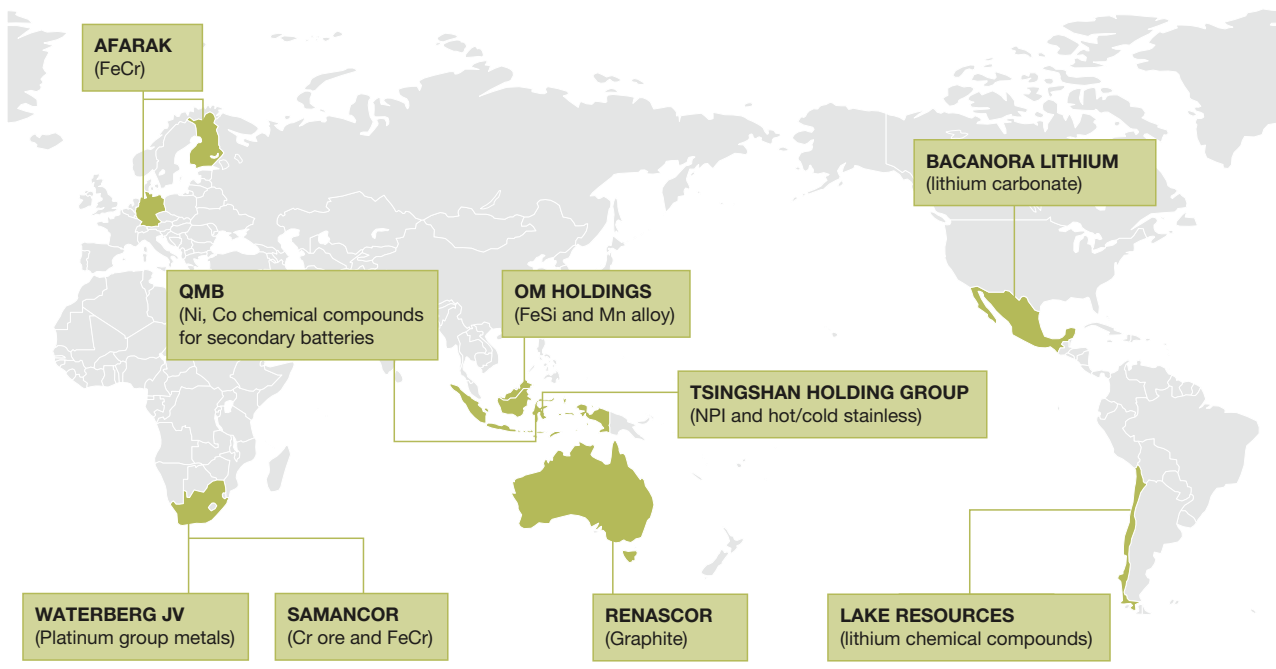 AFARAK
(FeCr)
BACANORA LITHIUM
(lithium carbonate)
QMB
(Ni, Co chemical compounds
for secondary batteries
OM HOLDINGS
(FeSi and Mn alloy)
TSINGSHAN HOLDING GROUP
(NPI and hot/cold stainless)
WATERBERG JV
(Platinum group metals)
SAMANCOR
(Cr ore and FeCr)
RENASCOR
(Graphite)
LAKE RESOURCES
(lithium chemical compounds)